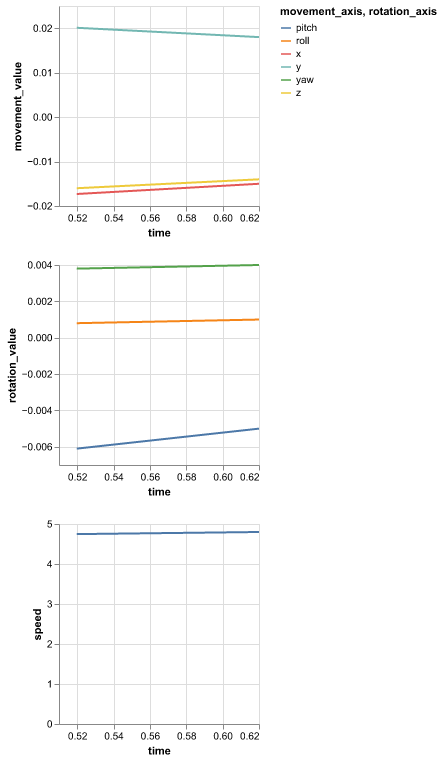 movement_axis, rotation_axis
pitch
roll
x
y
yaw
z
0.02
0.01
0.00
−0.01
−0.02
movement_value
0.52 0.54 0.56 0.58 0.60 0.62
time
0.004
0.002
0.000
−0.002
−0.004
−0.006
rotation_value
0.52 0.54 0.56 0.58 0.60 0.62
time
5
4
3
2
1
0
speed
0.52 0.54 0.56 0.58 0.60 0.62
time